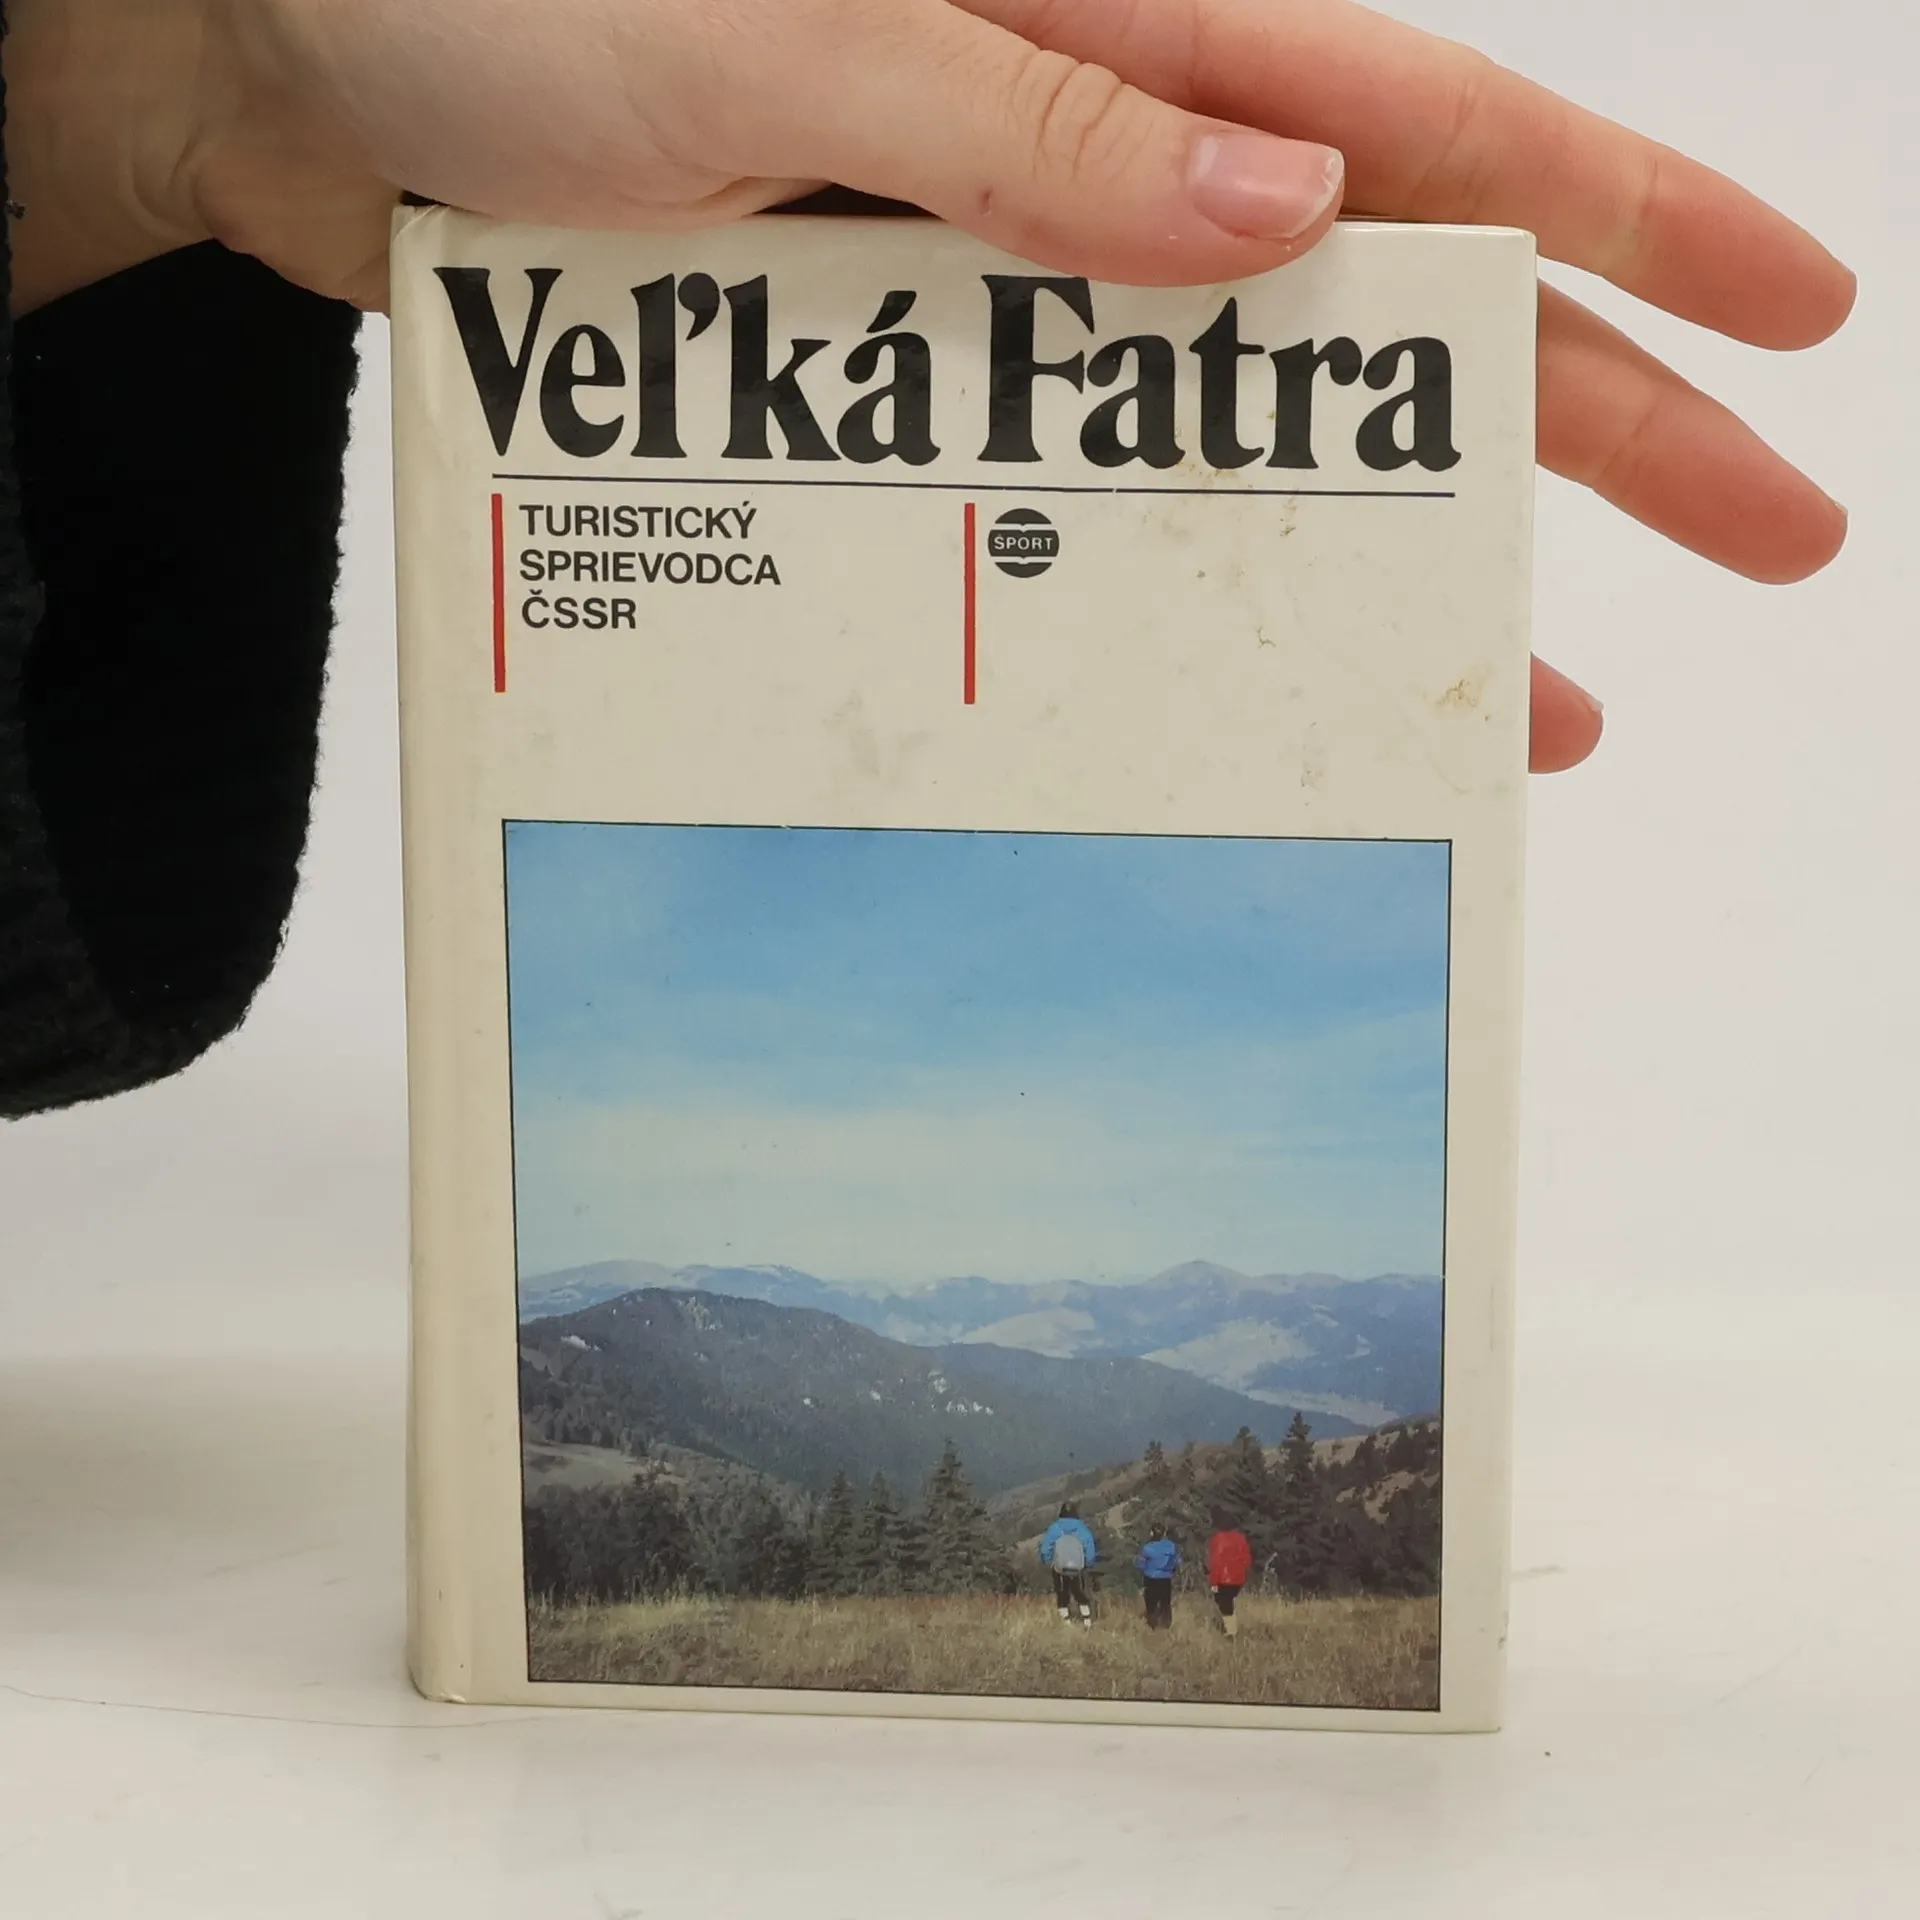 Veľká Fatra
TURISTICKÝ
SPRIEVODCA
ČSSR
ŠPORT